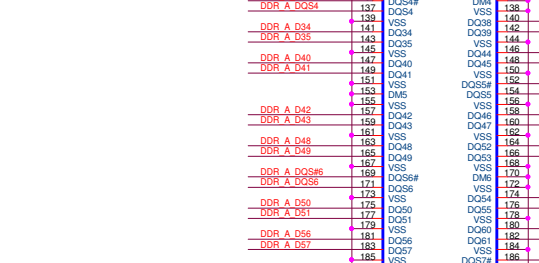 DQS4# DM4
DDR_A_DQS4 137 DQS4 VSS 138
139 VSS DQ38 140
DDR_A_D34 141 DQ34 DQ39 142
DDR_A_D35 143 DQ35 VSS 144
145 VSS DQ44 146
DDR_A_D40 147 DQ40 DQ45 148
DDR_A_D41 149 DQ41 VSS 150
151 VSS DQS5# 152
153 DM5 DQS5 154
155 VSS VSS 156
DDR_A_D42 157 DQ42 DQ46 158
DDR_A_D43 159 DQ43 DQ47 160
161 VSS VSS 162
DDR_A_D48 163 DQ48 DQ52 164
DDR_A_D49 165 DQ49 DQ53 166
167 VSS VSS 168
DDR_A_DQS#6 169 DQS6# DM6 170
DDR_A_DQS6 171 DQS6 VSS 172
173 VSS DQ54 174
DDR_A_D50 175 DQ50 DQ55 176
DDR_A_D51 177 DQ51 VSS 178
179 VSS DQ60 180
DDR_A_D56 181 DQ56 DQ61 182
DDR_A_D57 183 DQ57 VSS 184
185 VSS DQS7# 186